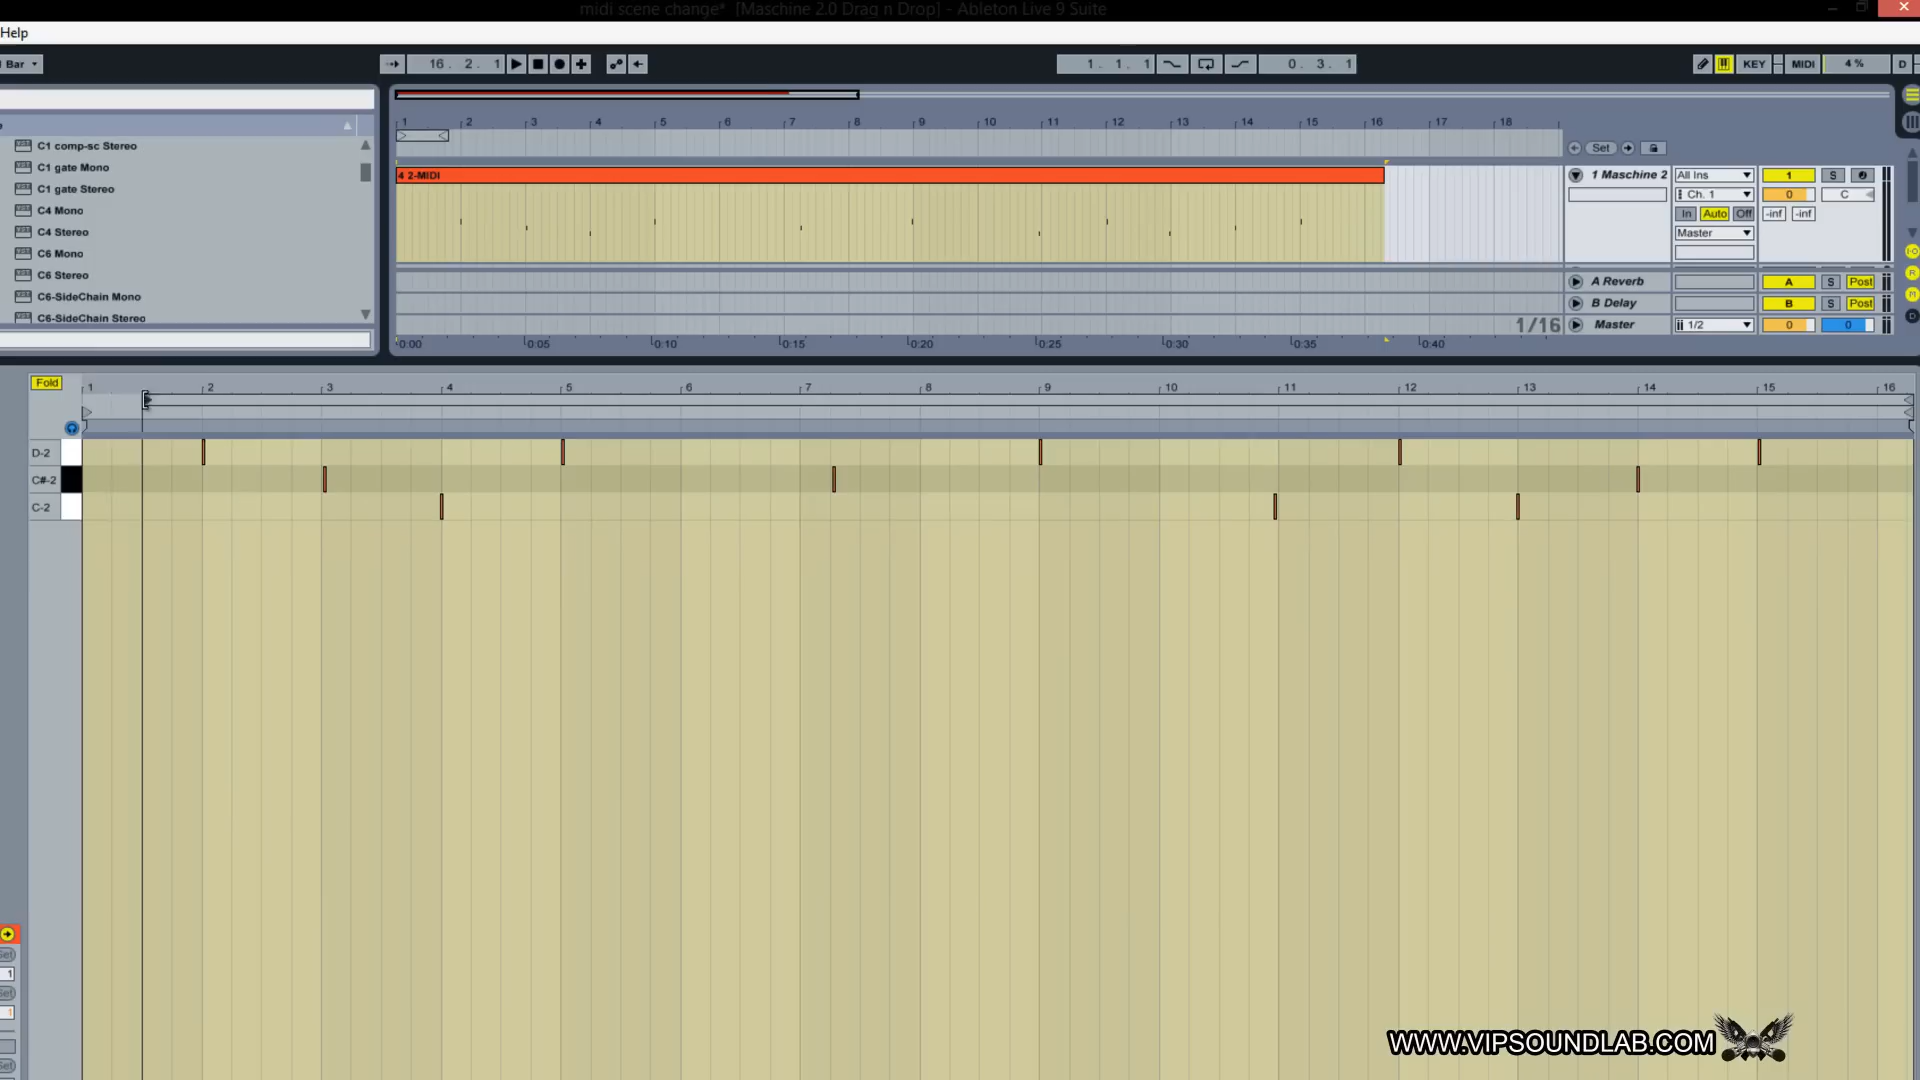 midi scene change* [Maschine 2.0 Drag n Drop] - Ableton Live 9 Suite
Help
Bar
16. 2. 1
1. 1. 1
0. 3. 1
KEY
MIDI
4 %
D
C1 comp-sc Stereo
C1 gate Mono
C1 gate Stereo
C4 Mono
C4 Stereo
C6 Mono
C6 Stereo
C6-SideChain Mono
C6-SideChain Stereo
1 2 3 4 5 6 7 8 9 10 11 12 13 14 15 16 17 18
Set
4 2-MIDI
1 Maschine 2
All Ins
1
S
Ch. 1
0
C
In Auto Off
-inf -inf
Master
A Reverb
A
S
Post
B Delay
B
S
Post
1/16
Master
1/2
0
0
0:00 0:05 0:10 0:15 0:20 0:25 0:30 0:35 0:40
Fold
1 2 3 4 5 6 7 8 9 10 11 12 13 14 15 16
D-2
C#-2
C-2
1
1
WWW.VIPSOUNDLAB.COM